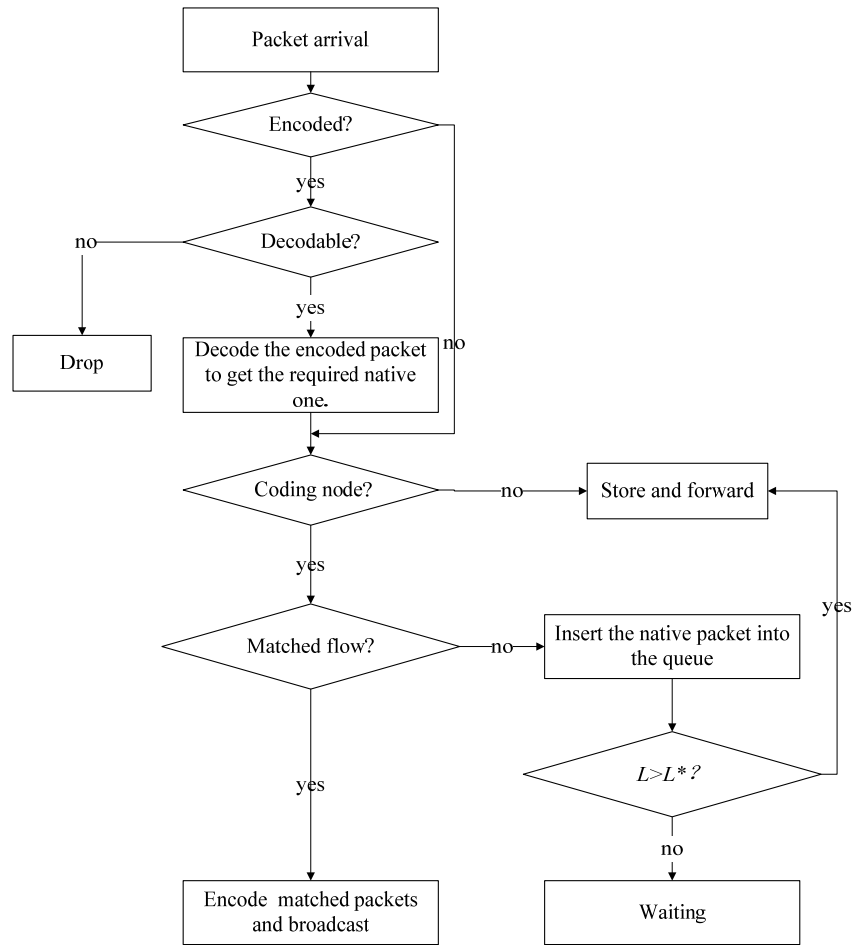 Packet arrival
Encoded?
yes
no
Decodable?
yes
Drop
Decode the encoded packet
to get the required native
one.
no
Coding node?
no
Store and forward
yes
yes
Matched flow?
no
Insert the native packet into
the queue
L>L*?
yes
no
Encode matched packets
and broadcast
Waiting